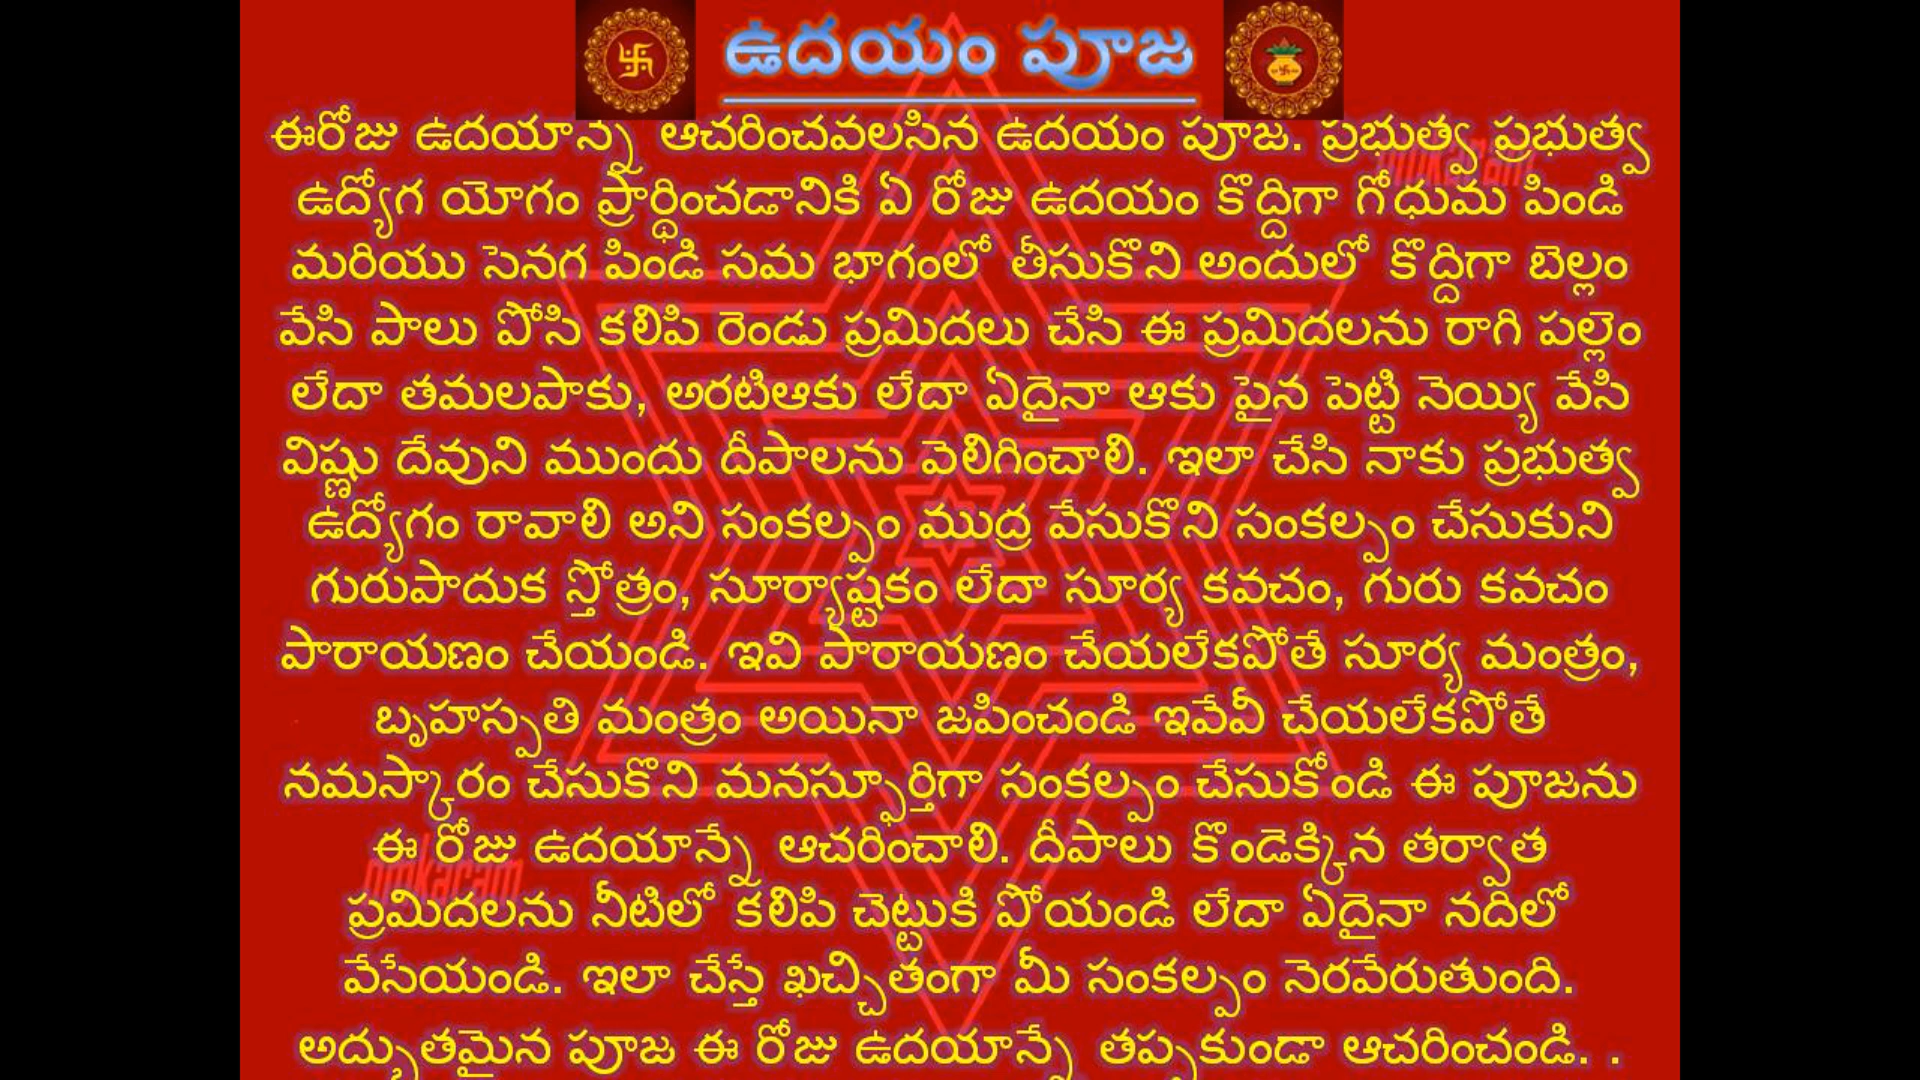 ఉదయం పూజ
ఈరోజు ఉదయాన్నే ఆచరించవలసిన ఉదయం పూజ. ప్రభుత్వ ప్రభుత్వ
ఉద్యోగ యోగం ప్రార్థించడానికి ఏ రోజు ఉదయం కొద్దిగా గోధుమ పిండి
మరియు సెనగ పిండి సమ భాగంలో తీసుకొని అందులో కొద్దిగా బెల్లం
వేసి పాలు పోసి కలిపి రెండు ప్రమిదలు చేసి ఈ ప్రమిదలను రాగి పల్లెం
లేదా తమలపాకు, అరటిఆకు లేదా ఏదైనా ఆకు పైన పెట్టి నెయ్యి వేసి
విష్ణు దేవుని ముందు దీపాలను వెలిగించాలి. ఇలా చేసి నాకు ప్రభుత్వ
ఉద్యోగం రావాలి అని సంకల్పం ముద్ర వేసుకొని సంకల్పం చేసుకుని
గురుపాదుక స్తోత్రం, సూర్యాష్టకం లేదా సూర్య కవచం, గురు కవచం
పారాయణం చేయండి. ఇవి పారాయణం చేయలేకపోతే సూర్య మంత్రం,
బృహస్పతి మంత్రం అయినా జపించండి ఇవేవీ చేయలేకపోతే
నమస్కారం చేసుకొని మనస్ఫూర్తిగా సంకల్పం చేసుకోండి ఈ పూజను
ఈ రోజు ఉదయాన్నే ఆచరించాలి. దీపాలు కొండెక్కిన తర్వాత
omkaram
ప్రమిదలను నీటిలో కలిపి చెట్టుకి పోయండి లేదా ఏదైనా నదిలో
వేసేయండి. ఇలా చేస్తే ఖచ్చితంగా మీ సంకల్పం నెరవేరుతుంది.
అద్భుతమైన పూజ ఈ రోజు ఉదయాన్నే తప్పకుండా ఆచరించండి. .